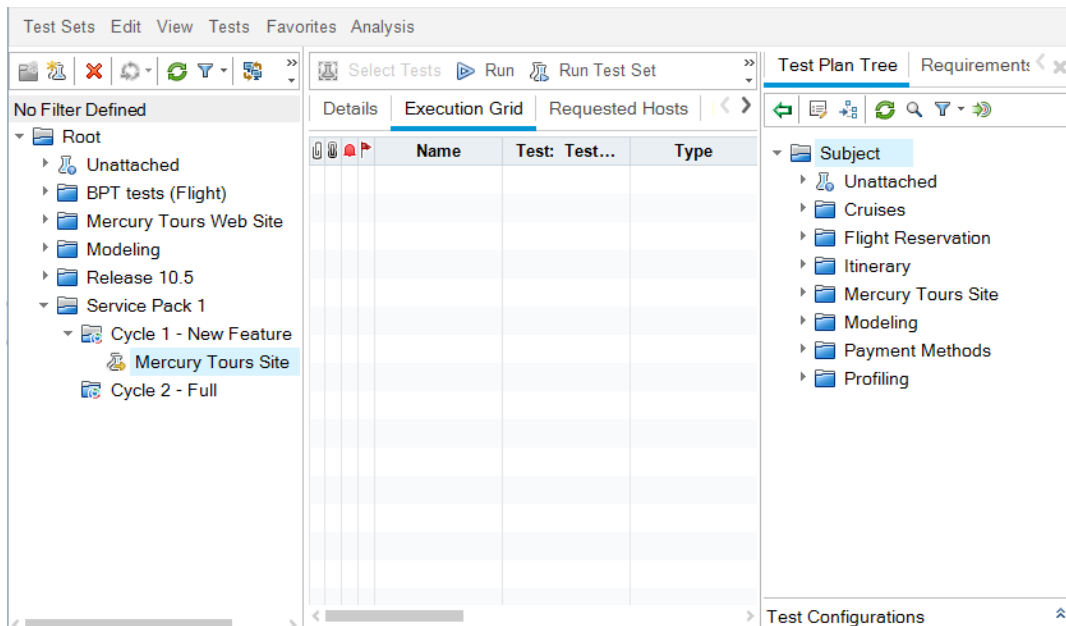 Test Sets Edit View Tests Favorites Analysis
Select Tests Run Run Test Set
Test Plan Tree Requirements
No Filter Defined
Details Execution Grid Requested Hosts
Root
Unattached
BPT tests (Flight)
Mercury Tours Web Site
Modeling
Release 10.5
Service Pack 1
Cycle 1 - New Feature
Mercury Tours Site
Cycle 2 - Full
Name Test: Test... Type
Subject
Unattached
Cruises
Flight Reservation
Itinerary
Mercury Tours Site
Modeling
Payment Methods
Profiling
Test Configurations